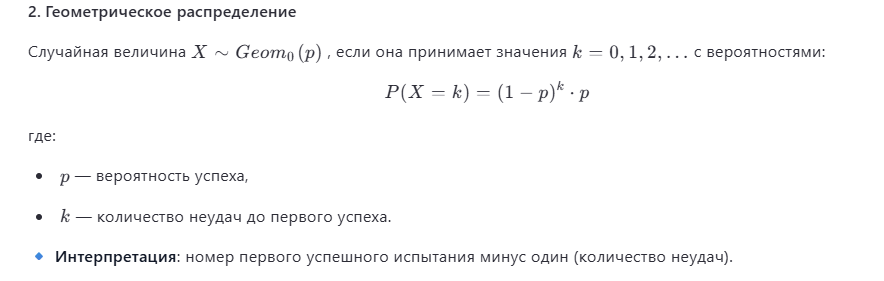 2. Геометрическое распределение
Случайная величина X ∼ Geom₀ (p) , если она принимает значения k = 0, 1, 2, … с вероятностями:
P(X = k) = (1 − p)ᵏ · p
где:
• p — вероятность успеха,
• k — количество неудач до первого успеха.
🔹 Интерпретация: номер первого успешного испытания минус один (количество неудач).